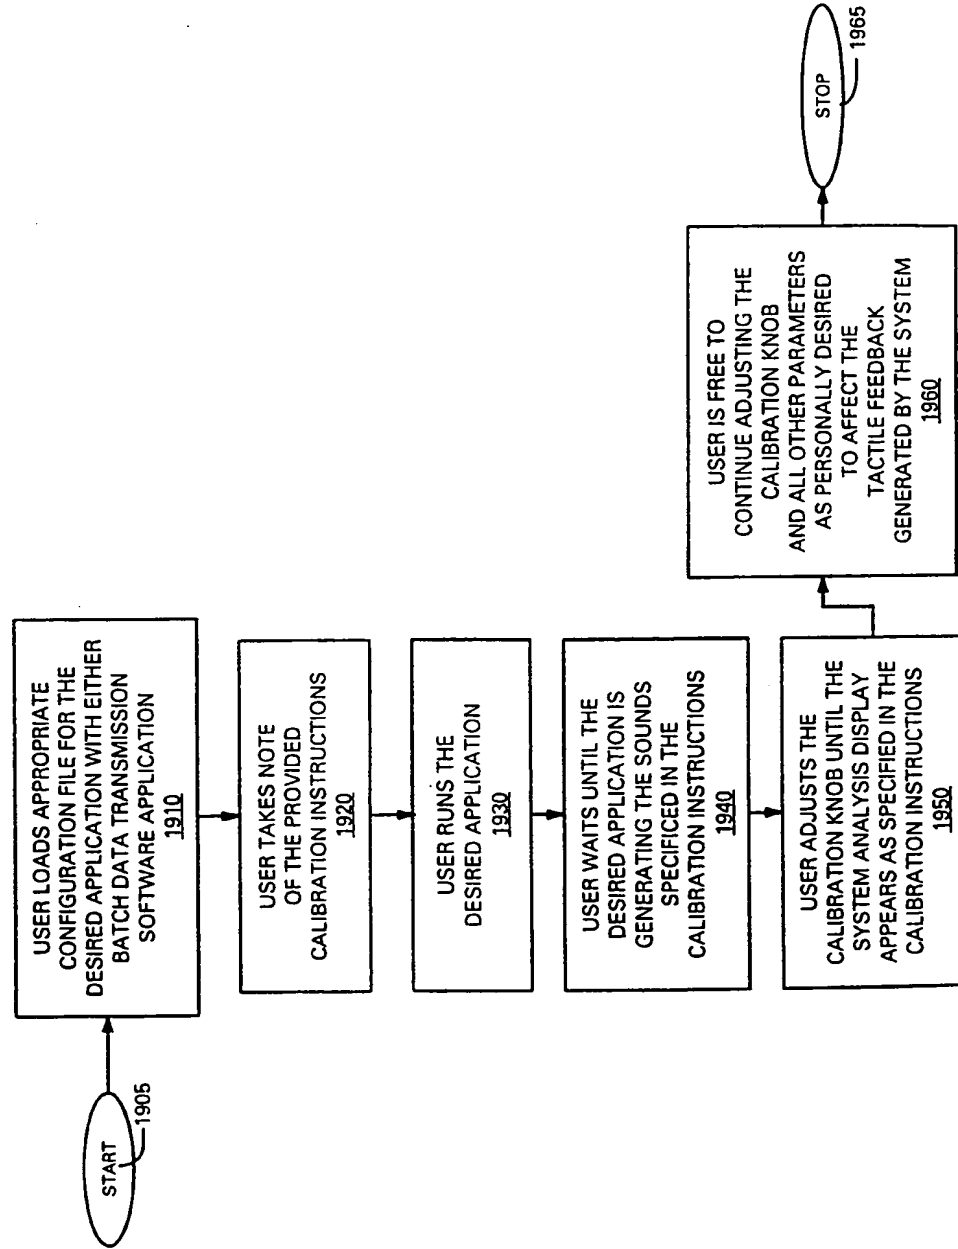 START
1905
USER LOADS APPROPRIATE
CONFIGURATION FILE FOR THE
DESIRED APPLICATION WITH EITHER
BATCH DATA TRANSMISSION
SOFTWARE APPLICATION
1910
USER TAKES NOTE
OF THE PROVIDED
CALIBRATION INSTRUCTIONS
1920
USER RUNS THE
DESIRED APPLICATION
1930
USER WAITS UNTIL THE
DESIRED APPLICATION IS
GENERATING THE SOUNDS
SPECIFICED IN THE
CALIBRATION INSTRUCTIONS
1940
USER ADJUSTS THE
CALIBRATION KNOB UNTIL THE
SYSTEM ANALYSIS DISPLAY
APPEARS AS SPECIFIED IN THE
CALIBRATION INSTRUCTIONS
1950
USER IS FREE TO
CONTINUE ADJUSTING THE
CALIBRATION KNOB
AND ALL OTHER PARAMETERS
AS PERSONALLY DESIRED
TO AFFECT THE
TACTILE FEEDBACK
GENERATED BY THE SYSTEM
1960
STOP
1965